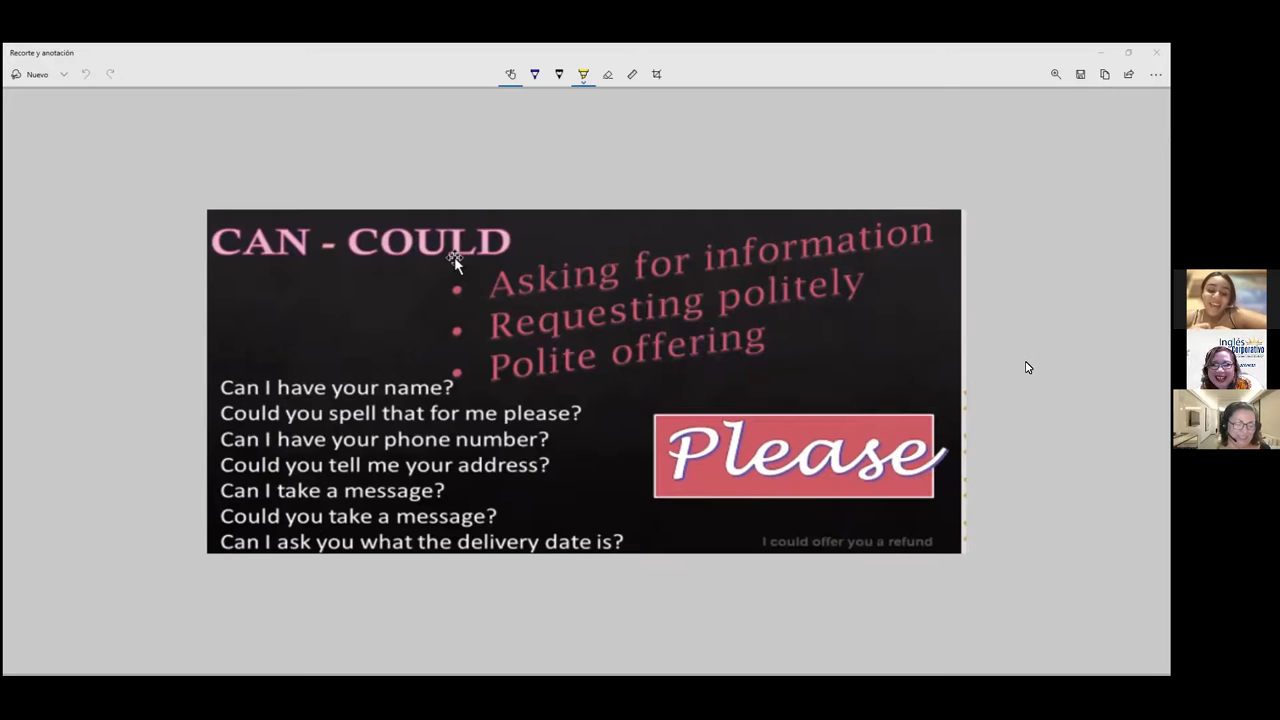 Recorte y anotación
Nuevo
CAN - COULD
• Asking for information
• Requesting politely
• Polite offering
Can I have your name?
Could you spell that for me please?
Can I have your phone number?
Could you tell me your address?
Can I take a message?
Could you take a message?
Can I ask you what the delivery date is?
Please
I could offer you a refund
Inglés
Corporativo